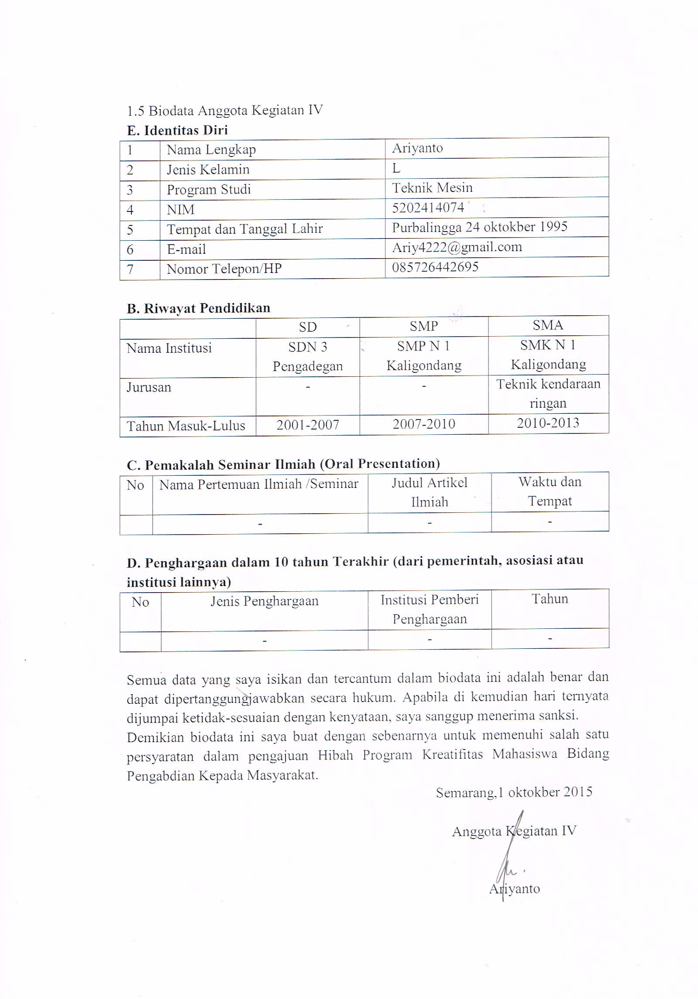 1.5 Biodata Anggota Kegiatan IV
E. Identitas Diri
1 Nama Lengkap Ariyanto
2 Jenis Kelamin L
3 Program Studi Teknik Mesin
4 NIM 5202414074
5 Tempat dan Tanggal Lahir Purbalingga 24 oktokber 1995
6 E-mail Ariy4222@gmail.com
7 Nomor Telepon/HP 085726442695
B. Riwayat Pendidikan
SD SMP SMA
Nama Institusi SDN 3 SMP N 1 SMK N 1
Pengadegan Kaligondang Kaligondang
Jurusan - - Teknik kendaraan
ringan
Tahun Masuk-Lulus 2001-2007 2007-2010 2010-2013
C. Pemakalah Seminar Ilmiah (Oral Presentation)
No Nama Pertemuan Ilmiah /Seminar Judul Artikel Waktu dan
Ilmiah Tempat
- - -
D. Penghargaan dalam 10 tahun Terakhir (dari pemerintah, asosiasi atau
institusi lainnya)
No Jenis Penghargaan Institusi Pemberi Tahun
Penghargaan
- - -
Semua data yang saya isikan dan tercantum dalam biodata ini adalah benar dan
dapat dipertanggungjawabkan secara hukum. Apabila di kemudian hari ternyata
dijumpai ketidak-sesuaian dengan kenyataan, saya sanggup menerima sanksi.
Demikian biodata ini saya buat dengan sebenarnya untuk memenuhi salah satu
persyaratan dalam pengajuan Hibah Program Kreatifitas Mahasiswa Bidang
Pengabdian Kepada Masyarakat.
Semarang,1 oktokber 2015
Anggota Kegiatan IV
Ariyanto